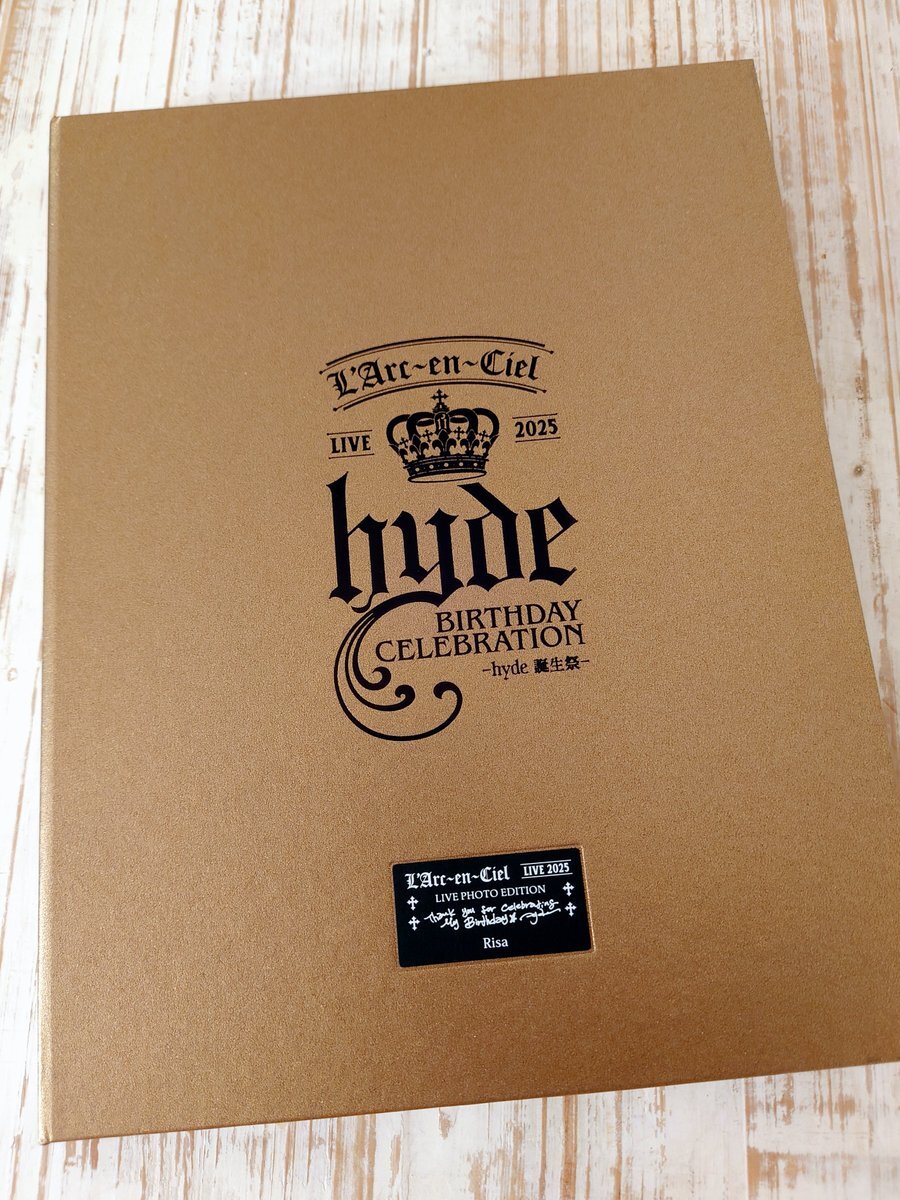 L'Arc~en~Ciel
LIVE 2025
hyde
BIRTHDAY
CELEBRATION
-hyde 誕生祭-
L'Arc~en~Ciel LIVE 2025
LIVE PHOTO EDITION
Thank you for celebrating
My Birthday
Risa